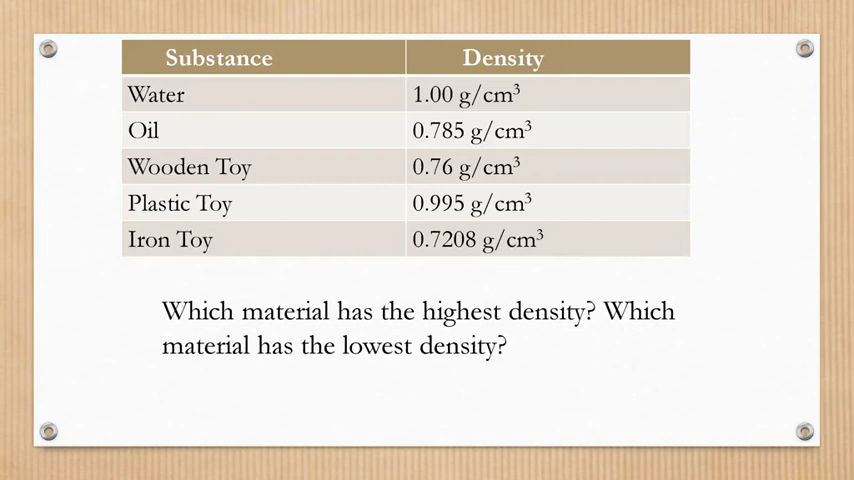 Substance Density
Water 1.00 g/cm³
Oil 0.785 g/cm³
Wooden Toy 0.76 g/cm³
Plastic Toy 0.995 g/cm³
Iron Toy 0.7208 g/cm³
Which material has the highest density? Which
material has the lowest density?